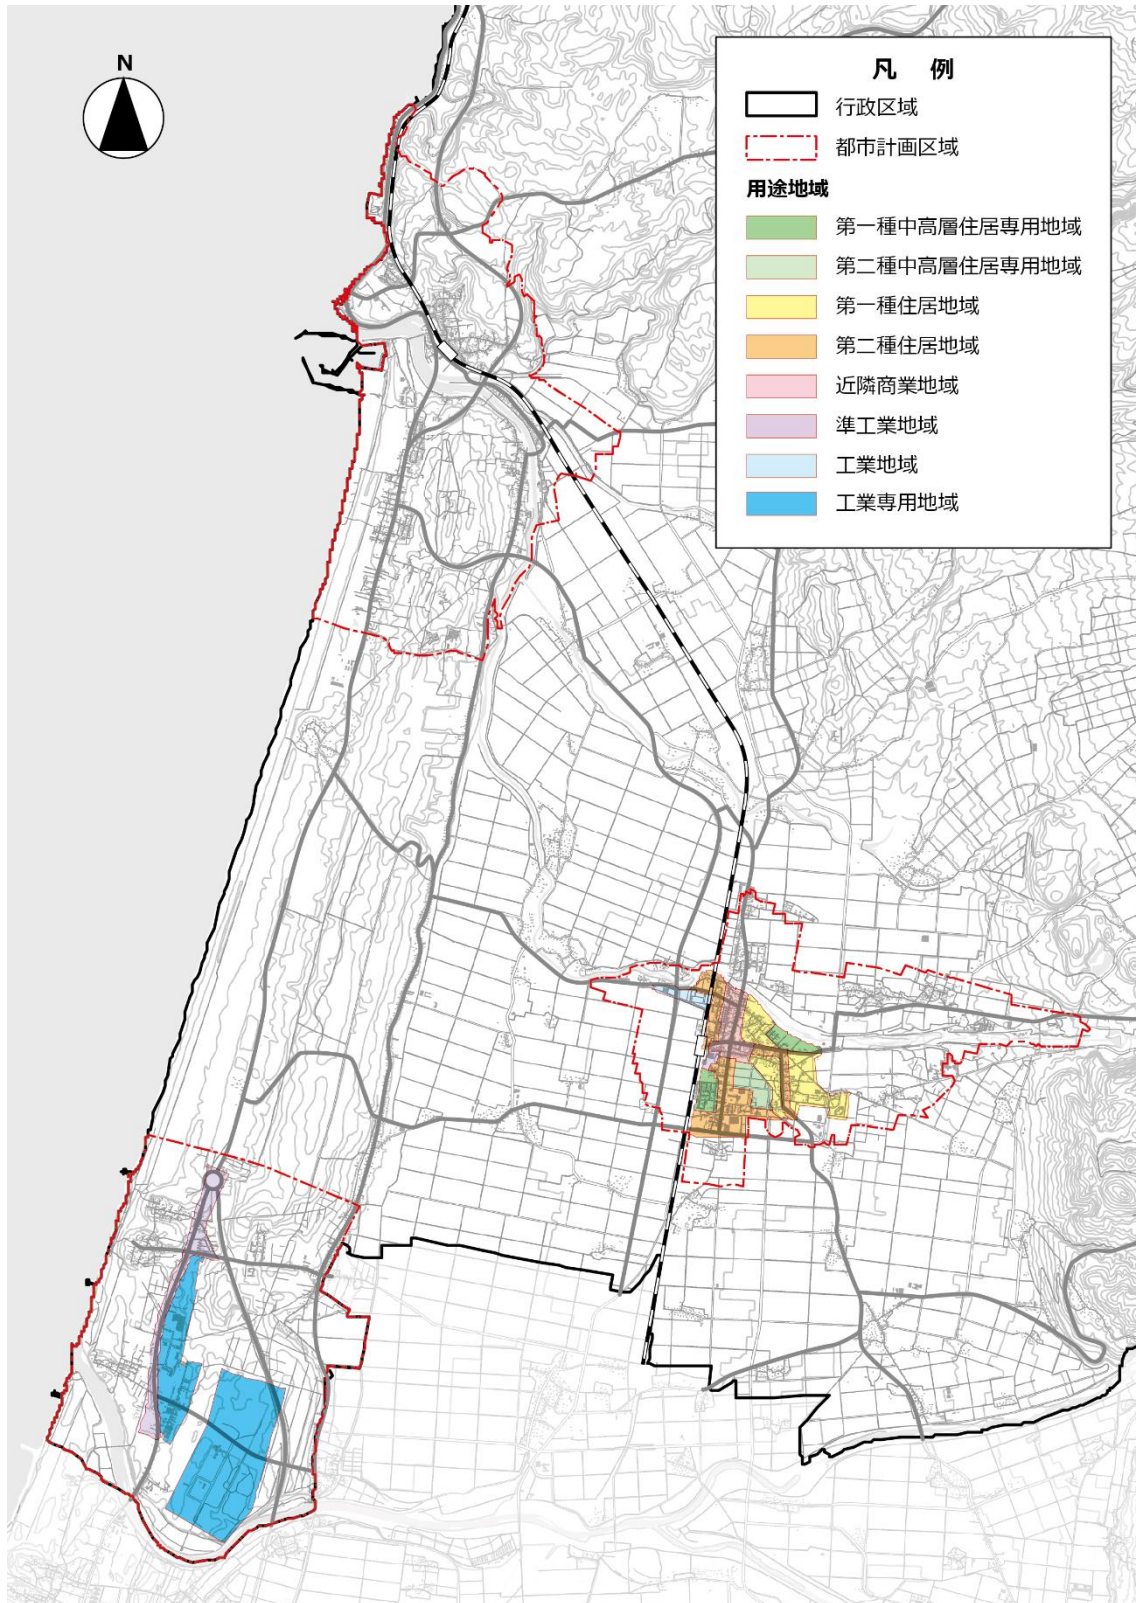 N
凡 例
行政区域
都市計画区域
用途地域
第一種中高層住居専用地域
第二種中高層住居専用地域
第一種住居地域
第二種住居地域
近隣商業地域
準工業地域
工業地域
工業専用地域